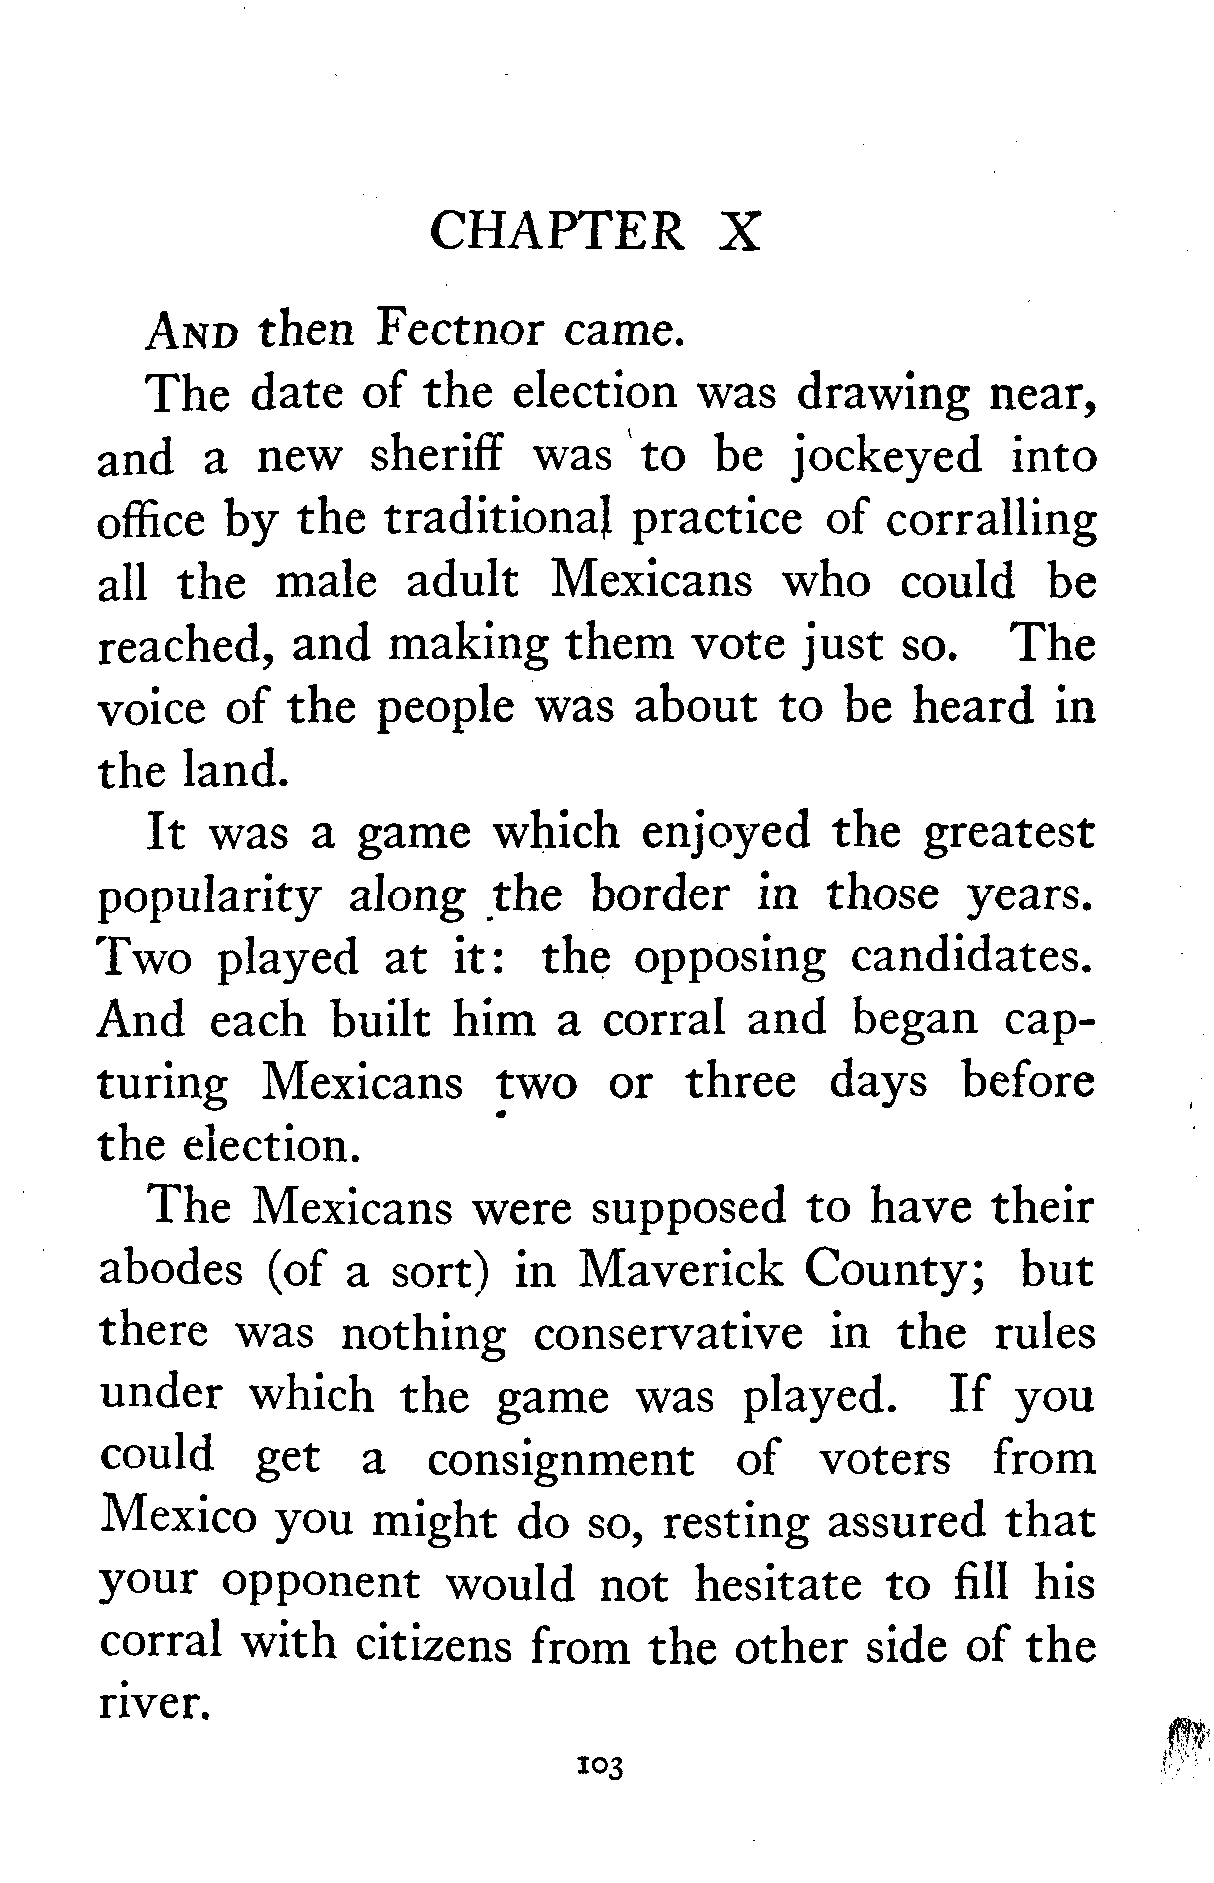 CHAPTER X
AND then Fectnor came.
The date of the election was drawing near,
and a new sheriff was to be jockeyed into
office by the traditional practice of corralling
all the male adult Mexicans who could be
reached, and making them vote just so. The
voice of the people was about to be heard in
the land.
It was a game which enjoyed the greatest
popularity along the border in those years.
Two played at it: the opposing candidates.
And each built him a corral and began cap-
turing Mexicans two or three days before
the election.
The Mexicans were supposed to have their
abodes (of a sort) in Maverick County; but
there was nothing conservative in the rules
under which the game was played. If you
could get a consignment of voters from
Mexico you might do so, resting assured that
your opponent would not hesitate to fill his
corral with citizens from the other side of the
river.
103